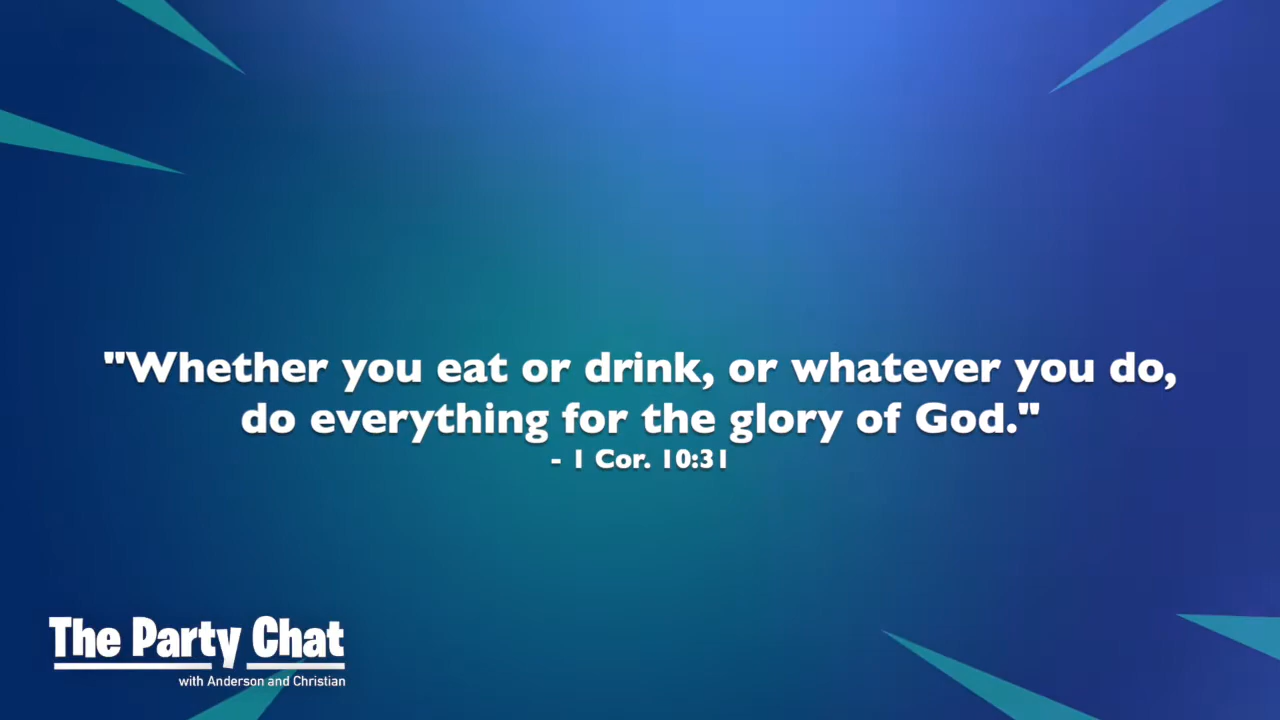 "Whether you eat or drink, or whatever you do,
do everything for the glory of God."
- 1 Cor. 10:31
The Party Chat
with Anderson and Christian